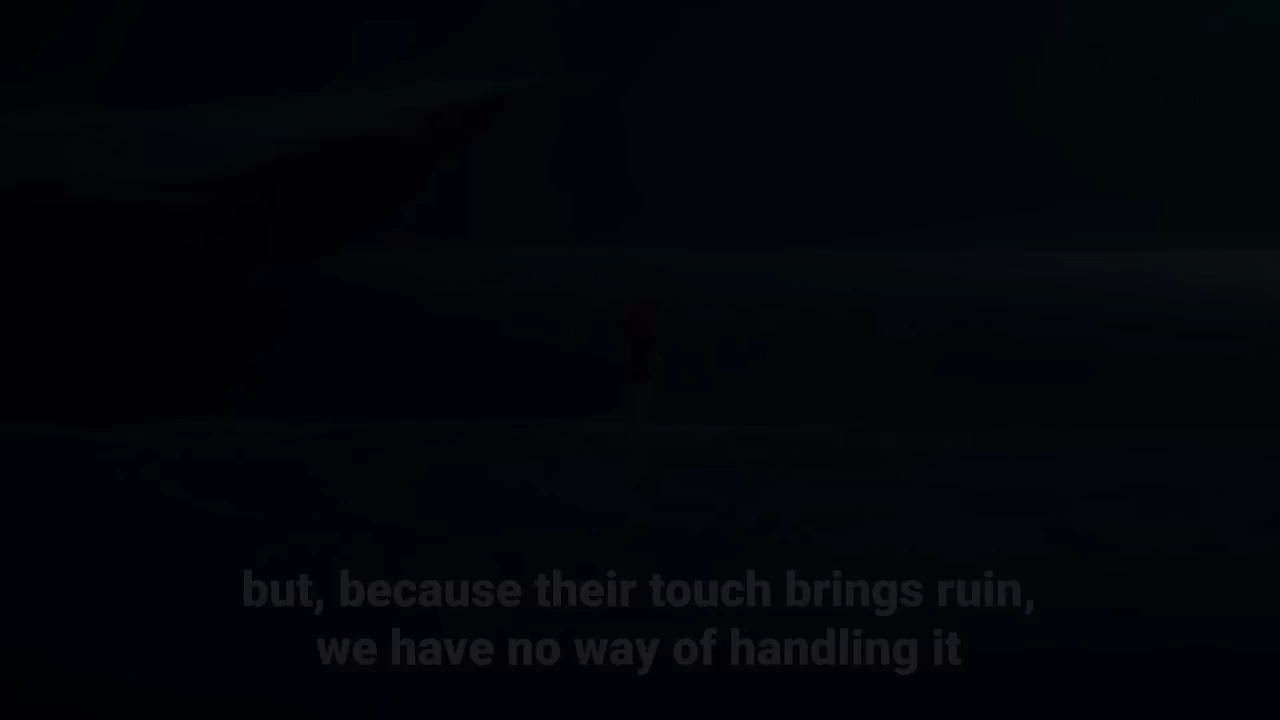 but, because their touch brings ruin,
we have no way of handling it